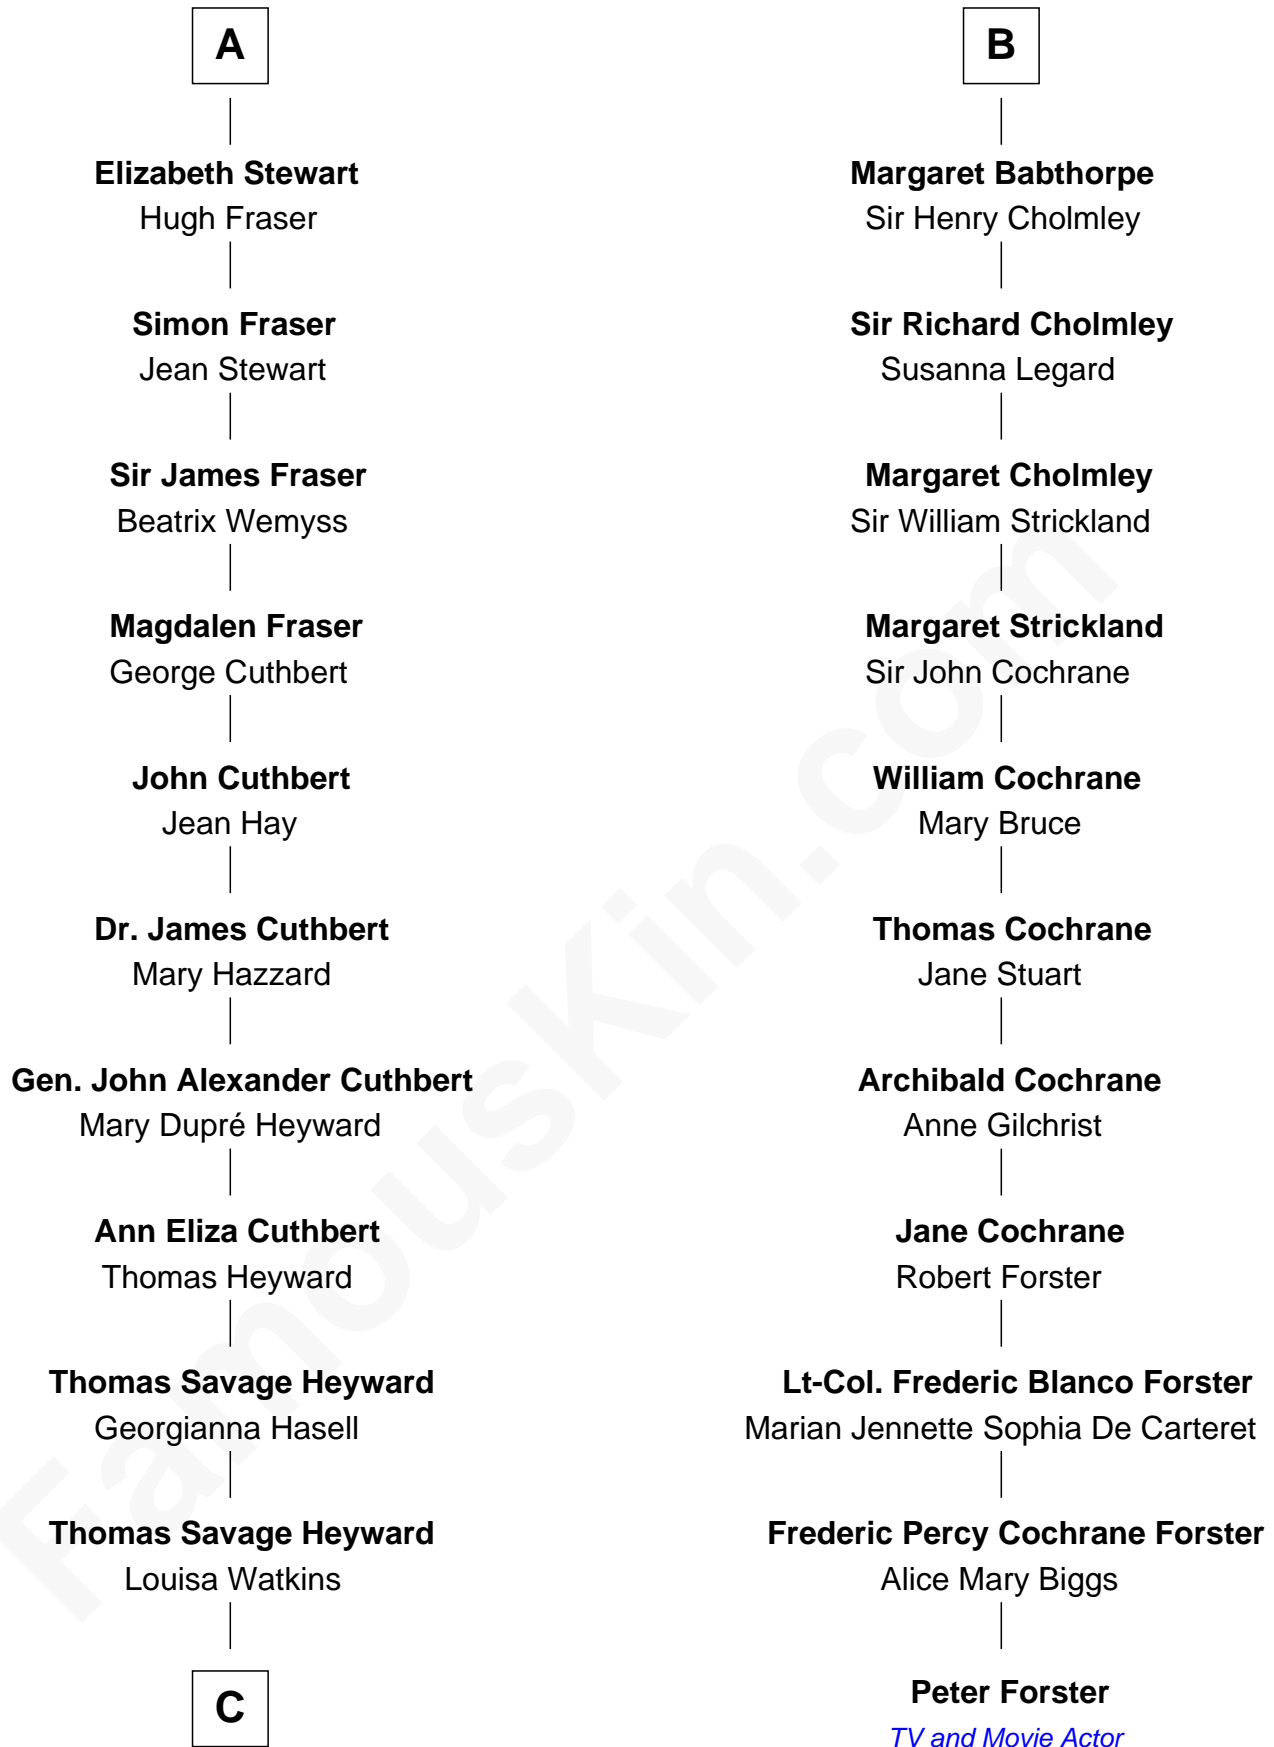 A
Elizabeth Stewart
Hugh Fraser
Simon Fraser
Jean Stewart
Sir James Fraser
Beatrix Wemyss
Magdalen Fraser
George Cuthbert
John Cuthbert
Jean Hay
Dr. James Cuthbert
Mary Hazzard
Gen. John Alexander Cuthbert
Mary Dupré Heyward
Ann Eliza Cuthbert
Thomas Heyward
Thomas Savage Heyward
Georgianna Hasell
Thomas Savage Heyward
Louisa Watkins
C
B
Margaret Babthorpe
Sir Henry Cholmley
Sir Richard Cholmley
Susanna Legard
Margaret Cholmley
Sir William Strickland
Margaret Strickland
Sir John Cochrane
William Cochrane
Mary Bruce
Thomas Cochrane
Jane Stuart
Archibald Cochrane
Anne Gilchrist
Jane Cochrane
Robert Forster
Lt-Col. Frederic Blanco Forster
Marian Jennette Sophia De Carteret
Frederic Percy Cochrane Forster
Alice Mary Biggs
Peter Forster
TV and Movie Actor
FamousKin.com